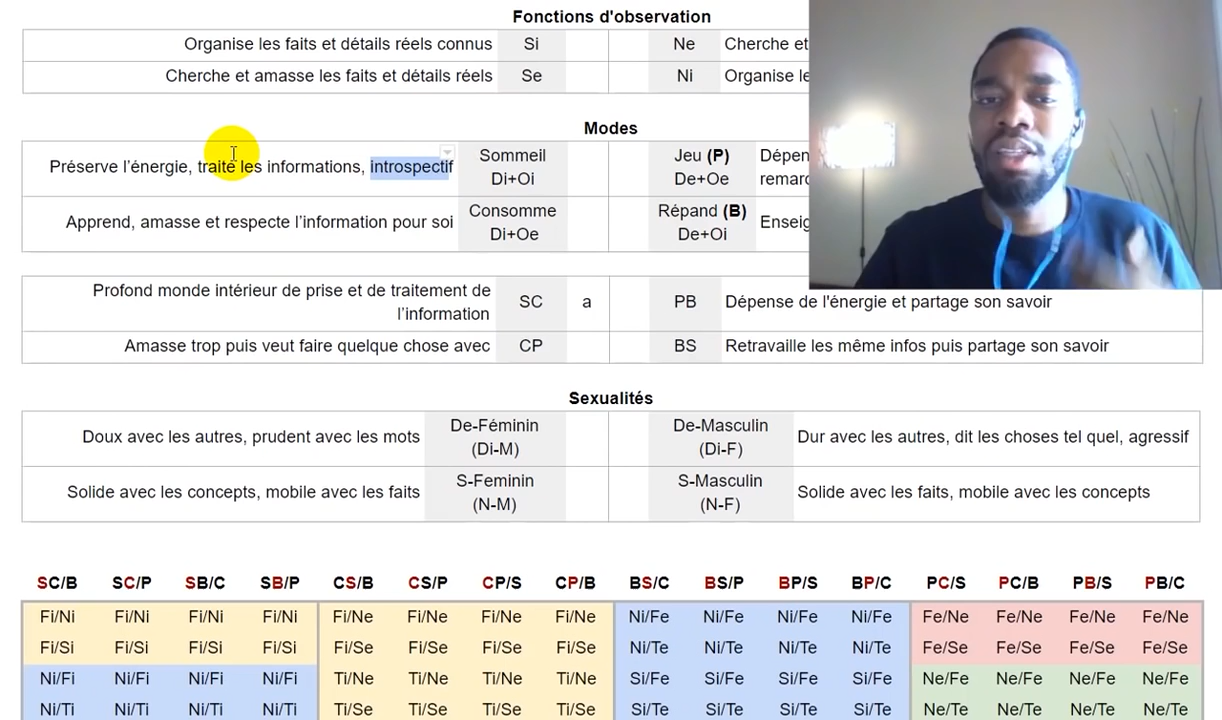 Fonctions d'observation
Organise les faits et détails réels connus Si Ne Cherche et
Cherche et amasse les faits et détails réels Se Ni Organise le
Modes
Préserve l'énergie, traite les informations, introspectif Sommeil Di+Oi Jeu (P) De+Oe Dépen remarq
Apprend, amasse et respecte l'information pour soi Consomme Di+Oe Répand (B) De+Oi Enseig
Profond monde intérieur de prise et de traitement de l'information SC a PB Dépense de l'énergie et partage son savoir
Amasse trop puis veut faire quelque chose avec CP BS Retravaille les même infos puis partage son savoir
Sexualités
Doux avec les autres, prudent avec les mots De-Féminin (Di-M) De-Masculin (Di-F) Dur avec les autres, dit les choses tel quel, agressif
Solide avec les concepts, mobile avec les faits S-Feminin (N-M) S-Masculin (N-F) Solide avec les faits, mobile avec les concepts
SC/B SC/P SB/C SB/P CS/B CS/P CP/S CP/B BS/C BS/P BP/S BP/C PC/S PC/B PB/S PB/C
Fi/Ni Fi/Ni Fi/Ni Fi/Ni Fi/Ne Fi/Ne Fi/Ne Fi/Ne Ni/Fe Ni/Fe Ni/Fe Ni/Fe Fe/Ne Fe/Ne Fe/Ne Fe/Ne
Fi/Si Fi/Si Fi/Si Fi/Si Fi/Se Fi/Se Fi/Se Fi/Se Ni/Te Ni/Te Ni/Te Ni/Te Fe/Se Fe/Se Fe/Se Fe/Se
Ni/Fi Ni/Fi Ni/Fi Ni/Fi Ti/Ne Ti/Ne Ti/Ne Ti/Ne Si/Fe Si/Fe Si/Fe Si/Fe Ne/Fe Ne/Fe Ne/Fe Ne/Fe
Ni/Ti Ni/Ti Ni/Ti Ni/Ti Ti/Se Ti/Se Ti/Se Ti/Se Si/Te Si/Te Si/Te Si/Te Ne/Te Ne/Te Ne/Te Ne/Te